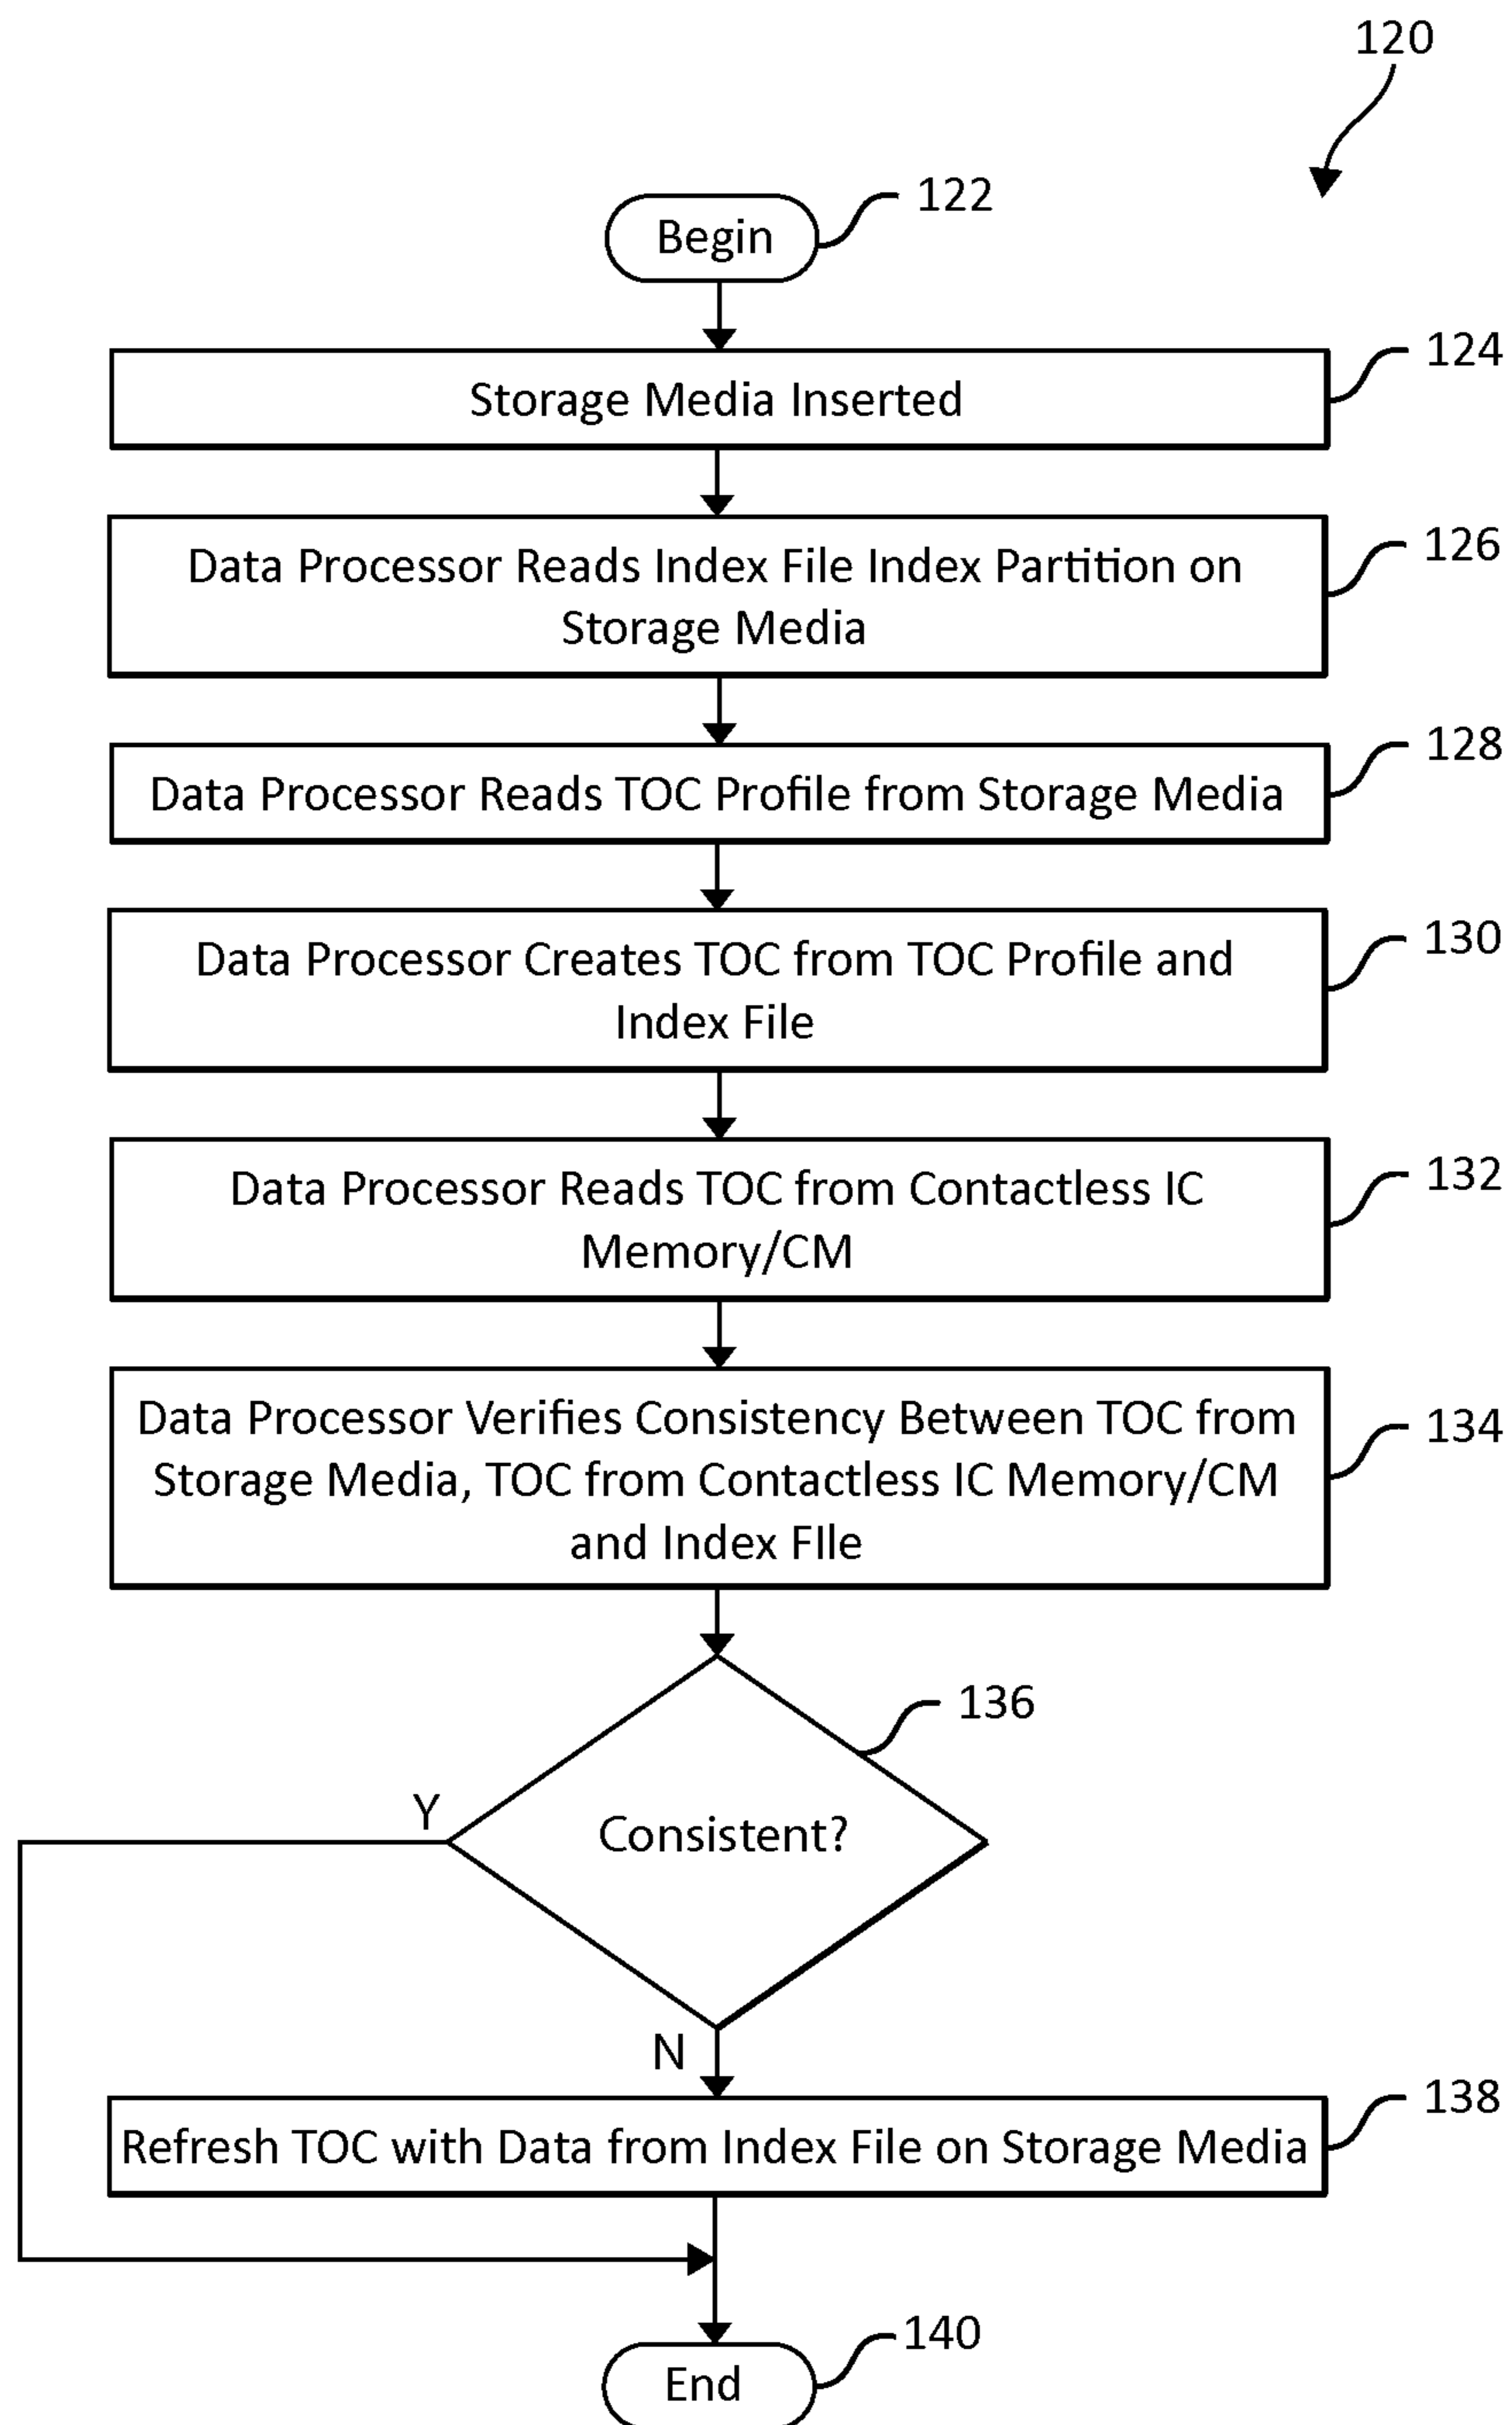 120
Begin
122
Storage Media Inserted
124
Data Processor Reads Index File Index Partition on
Storage Media
126
Data Processor Reads TOC Profile from Storage Media
128
Data Processor Creates TOC from TOC Profile and
Index File
130
Data Processor Reads TOC from Contactless IC
Memory/CM
132
Data Processor Verifies Consistency Between TOC from
Storage Media, TOC from Contactless IC Memory/CM
and Index FIle
134
136
Y
Consistent?
N
138
Refresh TOC with Data from Index File on Storage Media
140
End